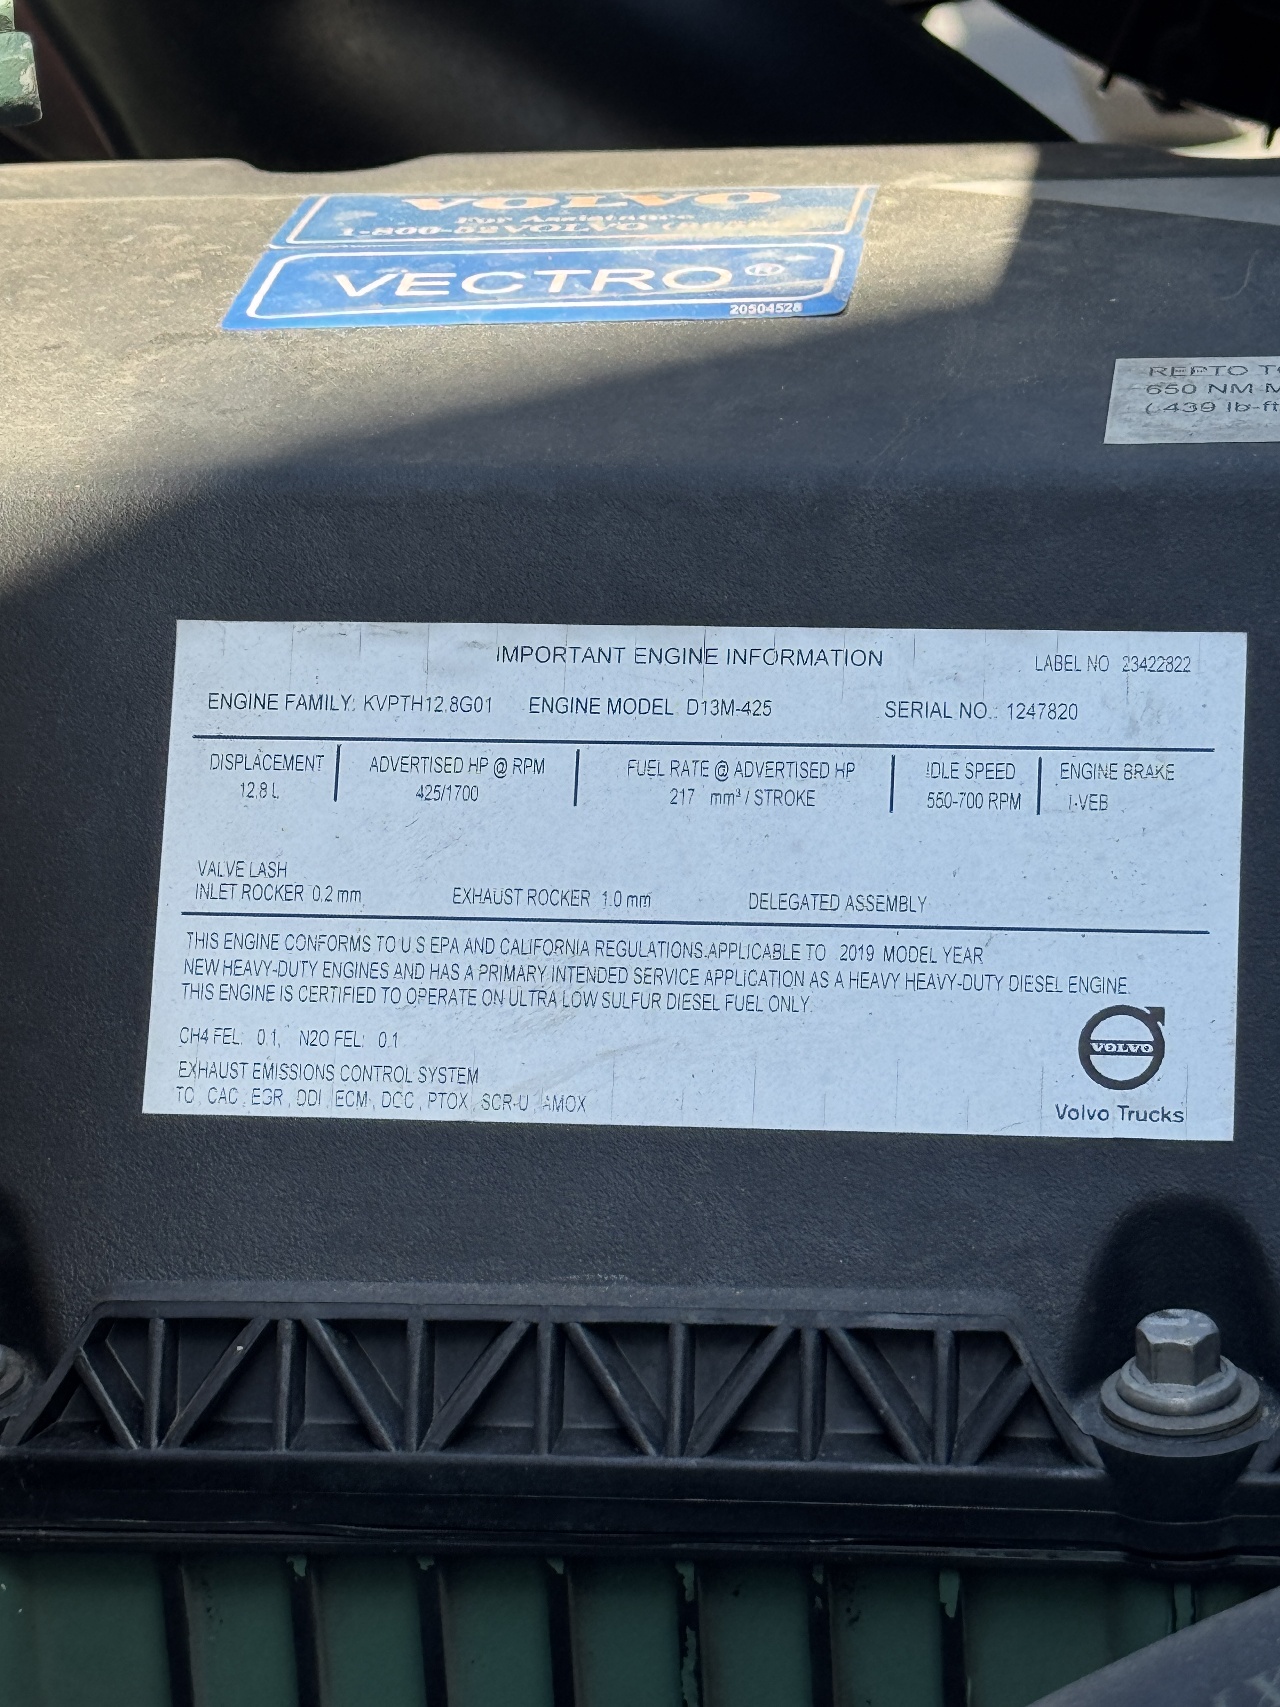 VOLVO
For Assistance
1-800-52VOLVO
VECTRO®
20504528
REPTO
650 NM
(439 lb-ft
IMPORTANT ENGINE INFORMATION LABEL NO 23422822
ENGINE FAMILY: KVPTH12.8G01 ENGINE MODEL D13M-425 SERIAL NO.: 1247820
DISPLACEMENT ADVERTISED HP @ RPM FUEL RATE @ ADVERTISED HP IDLE SPEED ENGINE BRAKE
12,8 L 425/1700 217 mm³ / STROKE 550-700 RPM I-VEB
VALVE LASH
INLET ROCKER 0.2 mm EXHAUST ROCKER 1.0 mm DELEGATED ASSEMBLY
THIS ENGINE CONFORMS TO U S EPA AND CALIFORNIA REGULATIONS.APPLICABLE TO 2019 MODEL YEAR
NEW HEAVY-DUTY ENGINES AND HAS A PRIMARY INTENDED SERVICE APPLICATION AS A HEAVY HEAVY-DUTY DIESEL ENGINE.
THIS ENGINE IS CERTIFIED TO OPERATE ON ULTRA LOW SULFUR DIESEL FUEL ONLY.
CH4 FEL: 0.1, N2O FEL: 0.1
EXHAUST EMISSIONS CONTROL SYSTEM
TC, CAC, EGR, DDI, ECM, DCC, PTOX, SCR-U, AMOX
VOLVO
Volvo Trucks